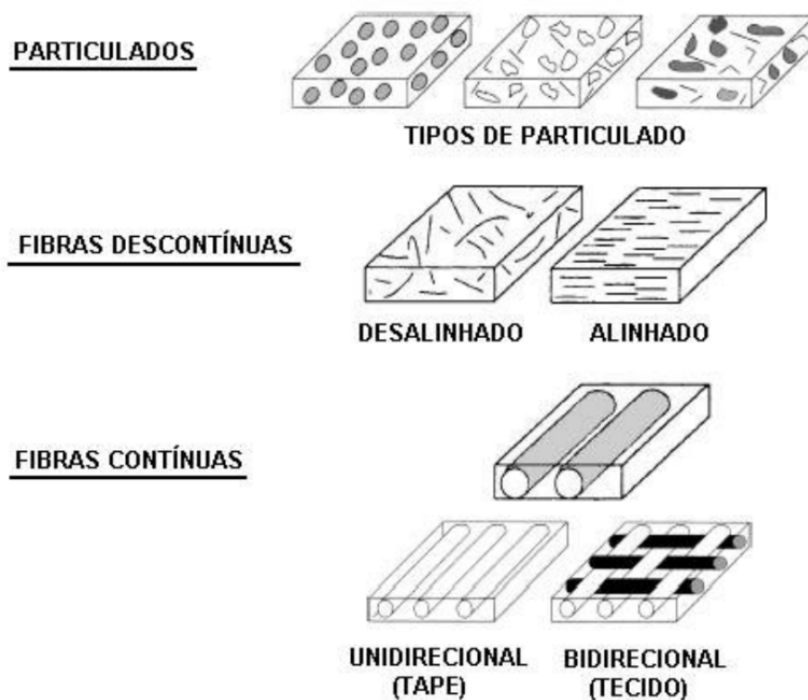 PARTICULADOS
TIPOS DE PARTICULADO
FIBRAS DESCONTÍNUAS
DESALINHADO
ALINHADO
FIBRAS CONTÍNUAS
UNIDIRECIONAL
(TAPE)
BIDIRECIONAL
(TECIDO)